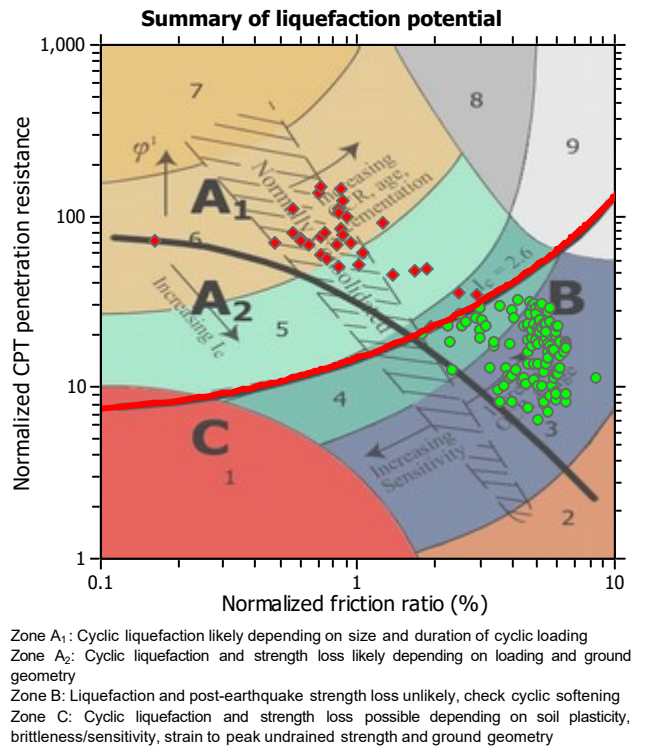 Summary of liquefaction potential
Normalized CPT penetration resistance
1,000
100
10
1
7
8
9
φ'
A1
Normally
Increasing
OCR, age,
cementation
6
Consolidated
Ic = 2.6
A2
B
Increasing Ic
5
4
C
1
Increasing
Sensitivity
3
2
0.1
1
10
Normalized friction ratio (%)
Zone A1: Cyclic liquefaction likely depending on size and duration of cyclic loading
Zone A2: Cyclic liquefaction and strength loss likely depending on loading and ground
geometry
Zone B: Liquefaction and post-earthquake strength loss unlikely, check cyclic softening
Zone C: Cyclic liquefaction and strength loss possible depending on soil plasticity,
brittleness/sensitivity, strain to peak undrained strength and ground geometry